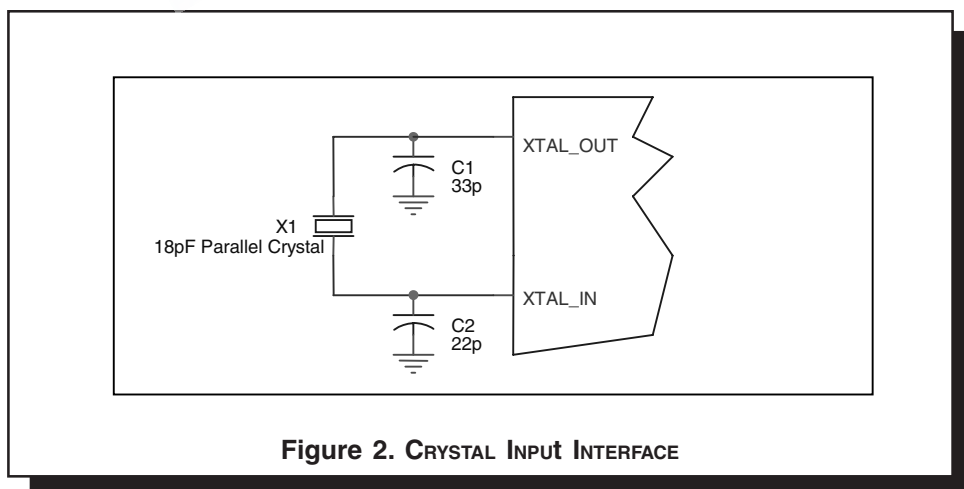 XTAL_OUT
C1
33p
X1
18pF Parallel Crystal
XTAL_IN
C2
22p
Figure 2. CRYSTAL INPUt INTERFACE